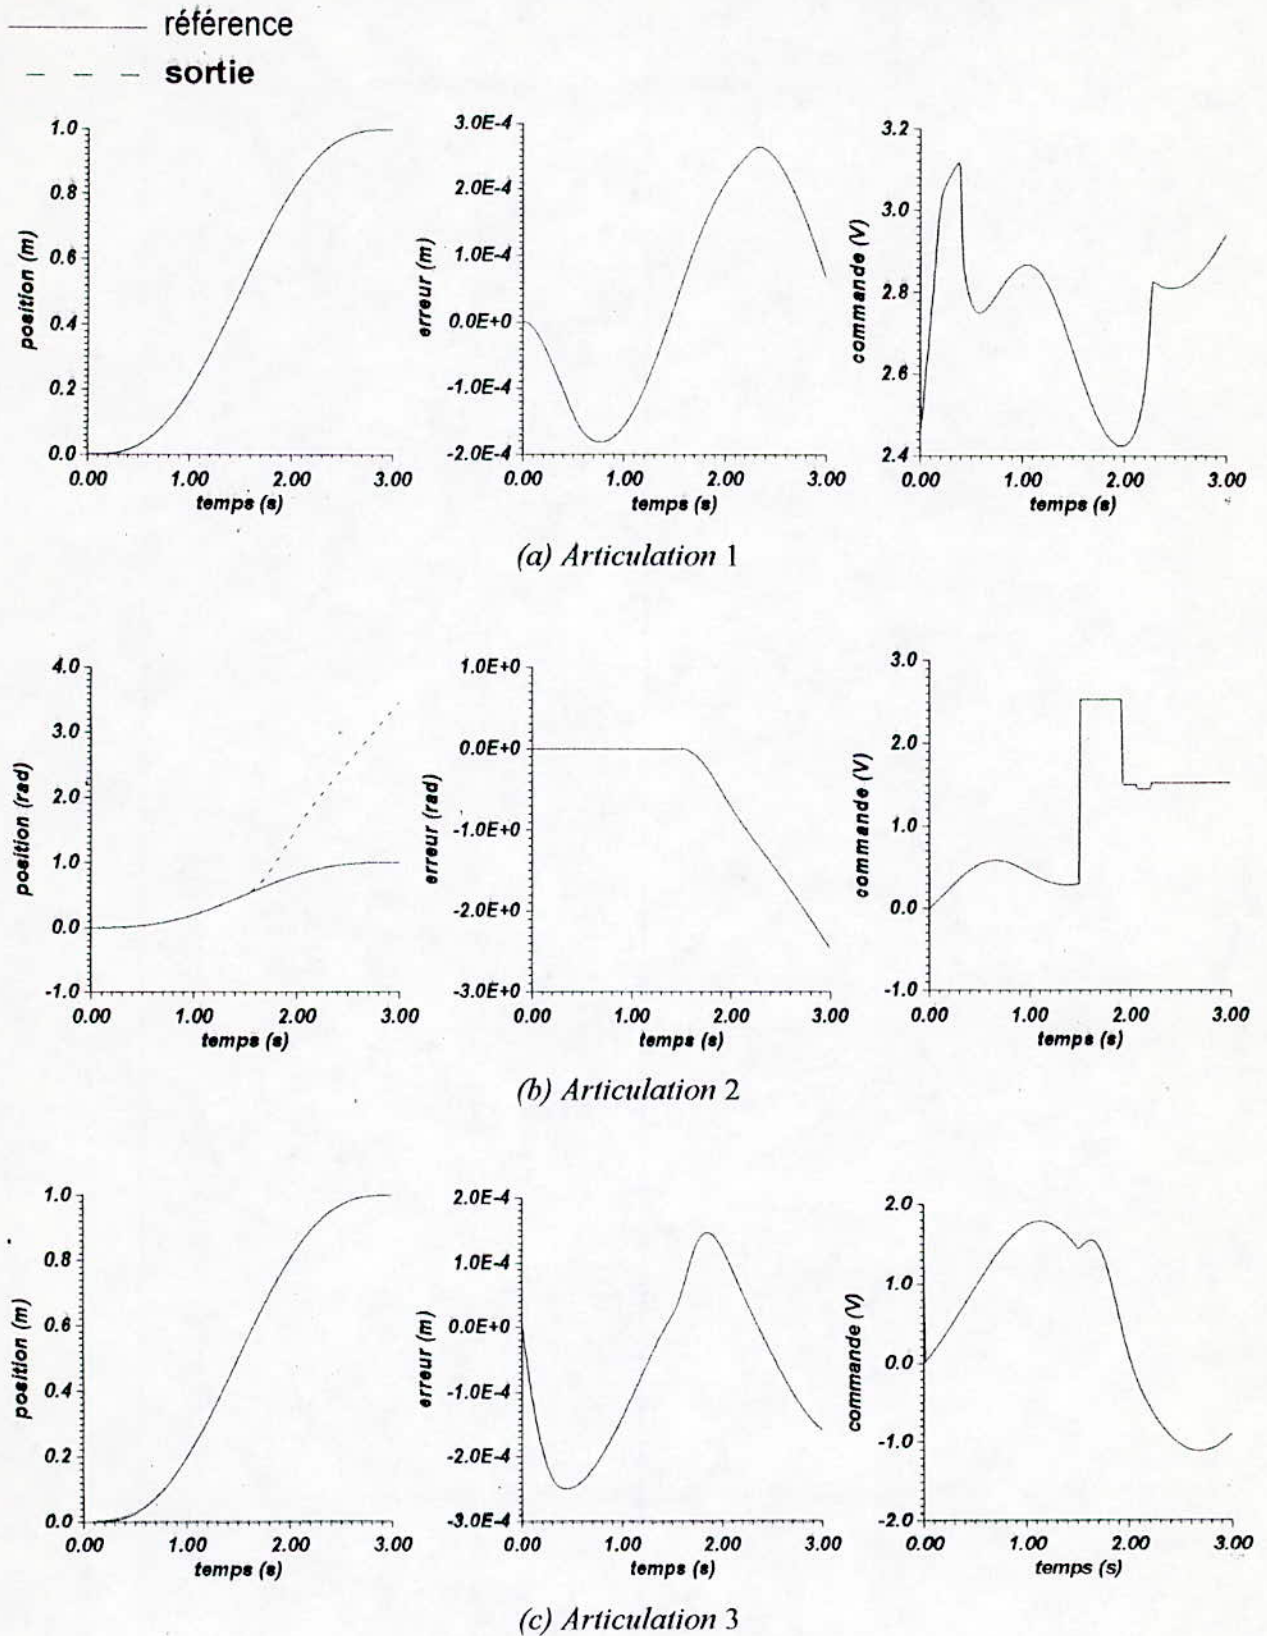 référence
sortie
1.0
0.8
0.6
0.4
0.2
0.0
position (m)
0.00 1.00 2.00 3.00
temps (s)
3.0E-4
2.0E-4
1.0E-4
0.0E+0
-1.0E-4
-2.0E-4
erreur (m)
0.00 1.00 2.00 3.00
temps (s)
3.2
3.0
2.8
2.6
2.4
commande (V)
0.00 1.00 2.00 3.00
temps (s)
(a) Articulation 1
4.0
3.0
2.0
1.0
0.0
-1.0
position (rad)
0.00 1.00 2.00 3.00
temps (s)
1.0E+0
0.0E+0
-1.0E+0
-2.0E+0
-3.0E+0
erreur (rad)
0.00 1.00 2.00 3.00
temps (s)
3.0
2.0
1.0
0.0
-1.0
commande (V)
0.00 1.00 2.00 3.00
temps (s)
(b) Articulation 2
1.0
0.8
0.6
0.4
0.2
0.0
position (m)
0.00 1.00 2.00 3.00
temps (s)
2.0E-4
1.0E-4
0.0E+0
-1.0E-4
-2.0E-4
-3.0E-4
erreur (m)
0.00 1.00 2.00 3.00
temps (s)
2.0
1.0
0.0
-1.0
-2.0
commande (V)
0.00 1.00 2.00 3.00
temps (s)
(c) Articulation 3